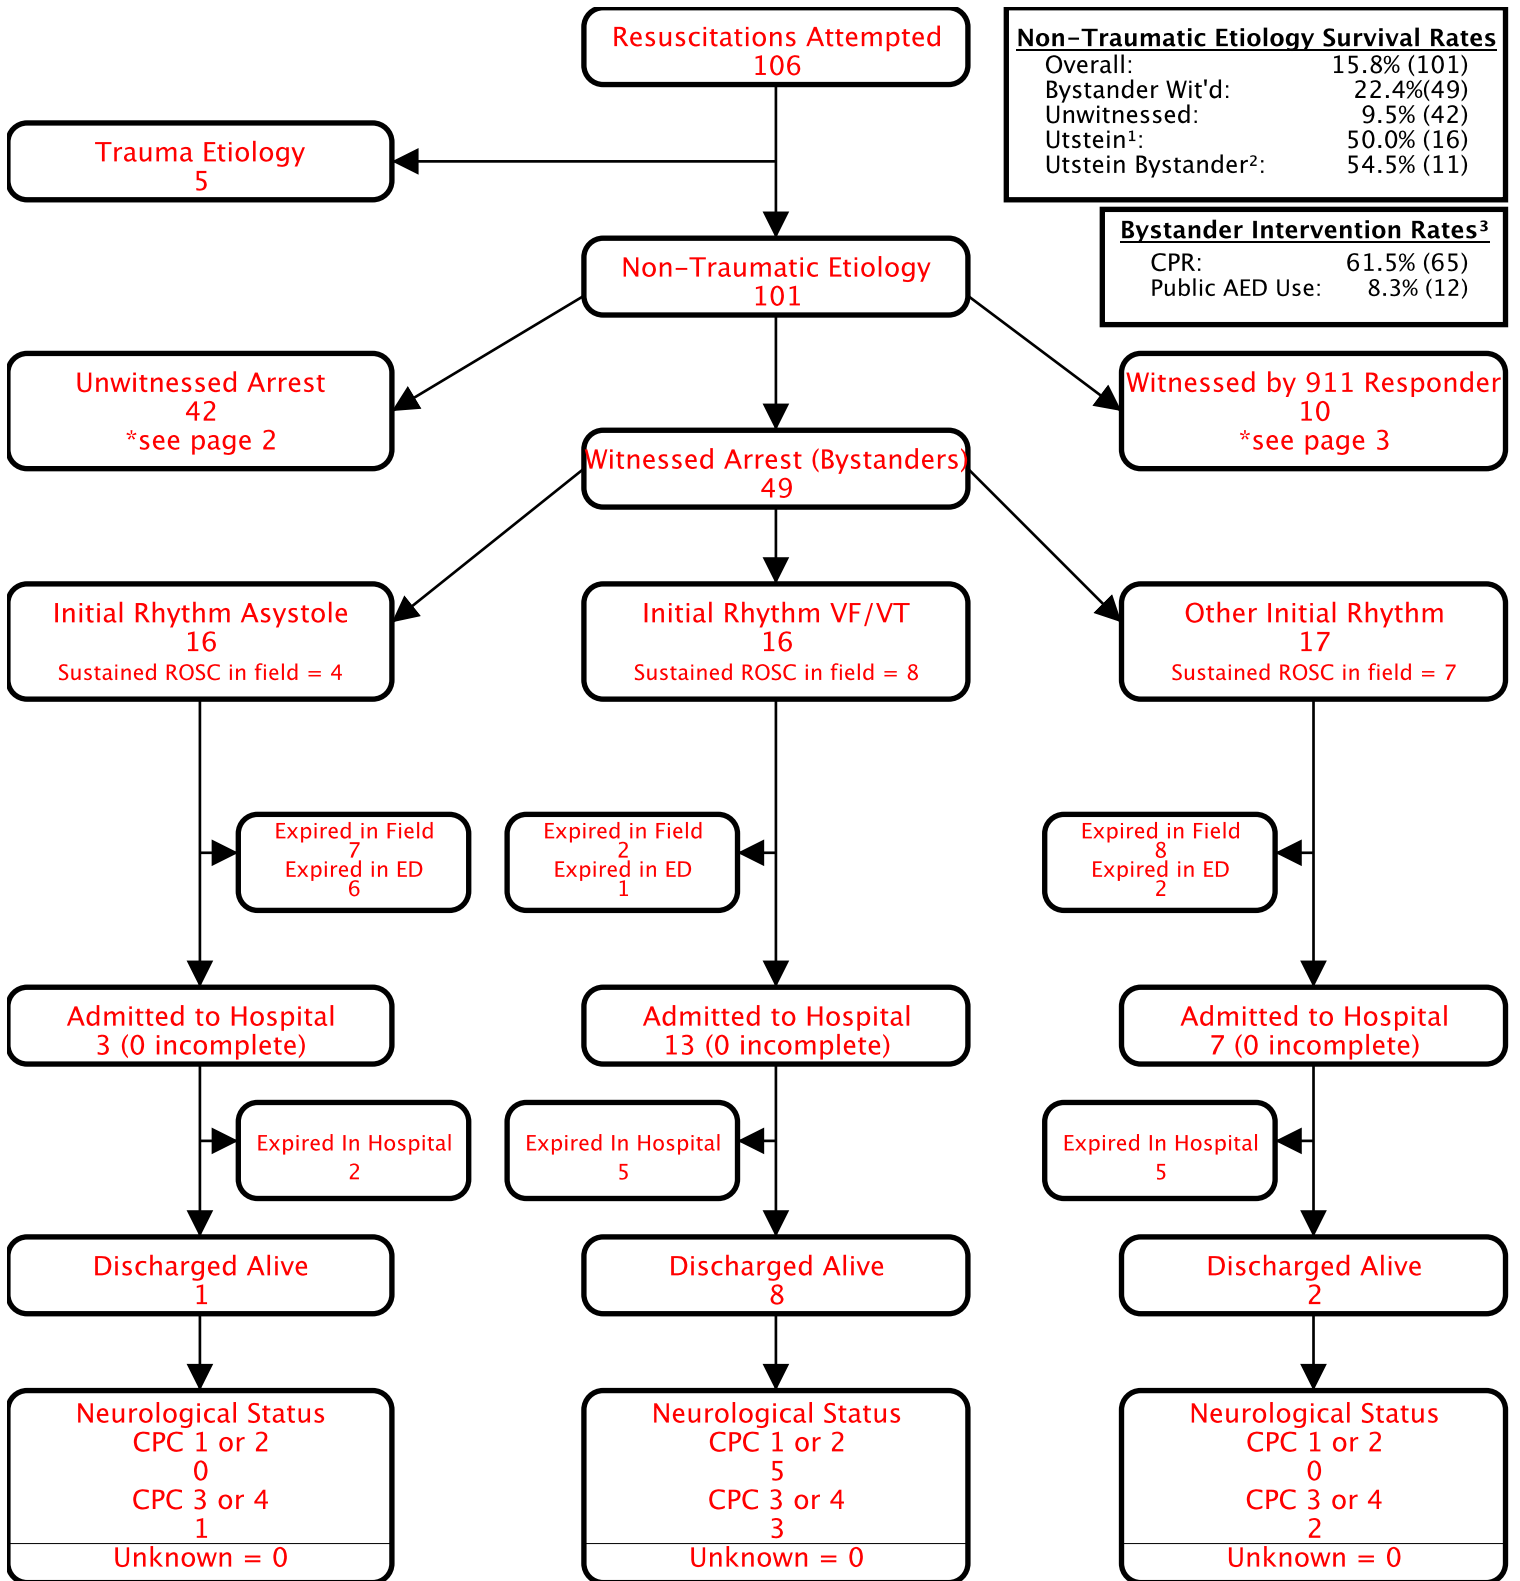 Resuscitations Attempted
106
Non-Traumatic Etiology Survival Rates
Overall: 15.8% (101)
Bystander Wit'd: 22.4%(49)
Unwitnessed: 9.5% (42)
Utstein¹: 50.0% (16)
Utstein Bystander²: 54.5% (11)
Trauma Etiology
5
Bystander Intervention Rates³
CPR: 61.5% (65)
Public AED Use: 8.3% (12)
Non-Traumatic Etiology
101
Unwitnessed Arrest
42
*see page 2
Witnessed by 911 Responder
10
*see page 3
Witnessed Arrest (Bystanders)
49
Initial Rhythm Asystole
16
Sustained ROSC in field = 4
Initial Rhythm VF/VT
16
Sustained ROSC in field = 8
Other Initial Rhythm
17
Sustained ROSC in field = 7
Expired in Field
7
Expired in ED
6
Expired in Field
2
Expired in ED
1
Expired in Field
8
Expired in ED
2
Admitted to Hospital
3 (0 incomplete)
Admitted to Hospital
13 (0 incomplete)
Admitted to Hospital
7 (0 incomplete)
Expired In Hospital
2
Expired In Hospital
5
Expired In Hospital
5
Discharged Alive
1
Discharged Alive
8
Discharged Alive
2
Neurological Status
CPC 1 or 2
0
CPC 3 or 4
1
Unknown = 0
Neurological Status
CPC 1 or 2
5
CPC 3 or 4
3
Unknown = 0
Neurological Status
CPC 1 or 2
0
CPC 3 or 4
2
Unknown = 0